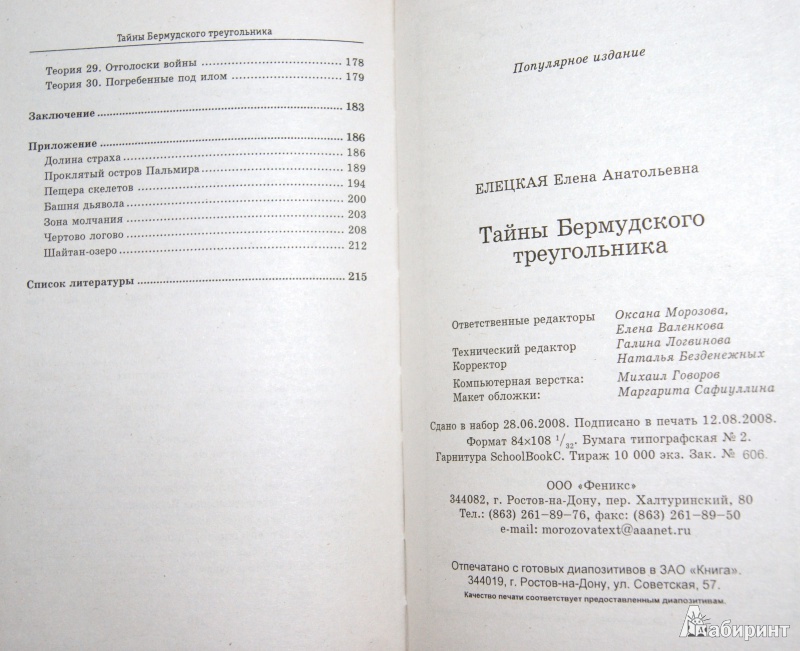 Тайны Бермудского треугольника
Теория 29. Отголоски войны ........ 178
Теория 30. Погребенные под илом ........ 179
Заключение ........ 183
Приложение ........ 186
Долина страха ........ 186
Проклятый остров Пальмира ........ 189
Пещера скелетов ........ 194
Башня дьявола ........ 200
Зона молчания ........ 203
Чертово логово ........ 208
Шайтан-озеро ........ 212
Список литературы ........ 215
Популярное издание
ЕЛЕЦКАЯ Елена Анатольевна
Тайны Бермудского
треугольника
Ответственные редакторы Оксана Морозова,
Елена Валенкова
Технический редактор Галина Логвинова
Корректор Наталья Безденежных
Компьютерная верстка: Михаил Говоров
Макет обложки: Маргарита Сафиуллина
Сдано в набор 28.06.2008. Подписано в печать 12.08.2008.
Формат 84×108 1/32. Бумага типографская № 2.
Гарнитура SchoolBookC. Тираж 10 000 экз. Зак. № 606.
ООО «Феникс»
344082, г. Ростов-на-Дону, пер. Халтуринский, 80
Тел.: (863) 261-89-76, факс: (863) 261-89-50
e-mail: morozovatext@aaanet.ru
Отпечатано с готовых диапозитивов в ЗАО «Книга».
344019, г. Ростов-на-Дону, ул. Советская, 57.
Качество печати соответствует предоставленным диапозитивам.
Лабиринт